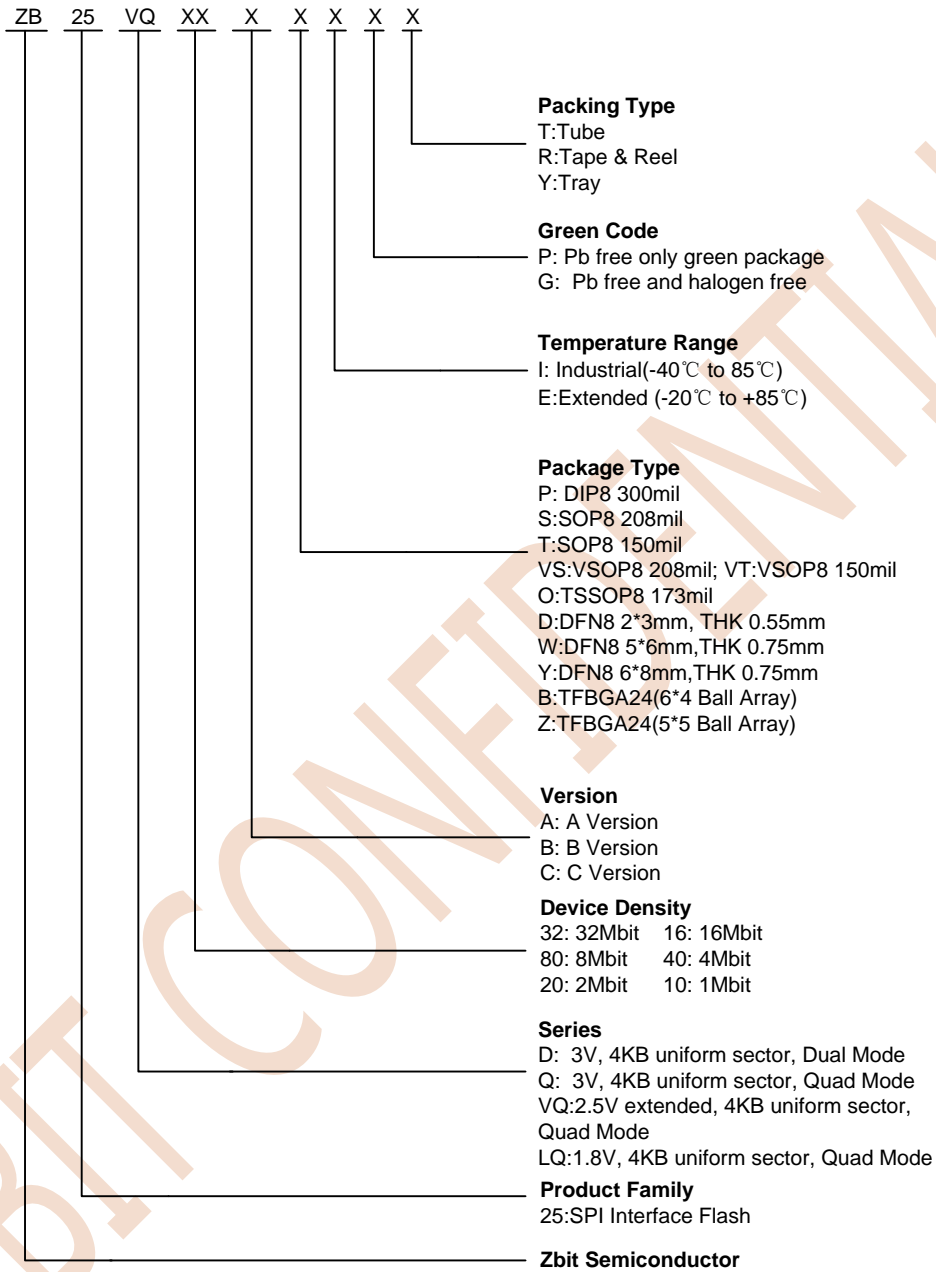 ZB 25 VQ XX X X X X X
Packing Type
T:Tube
R:Tape & Reel
Y:Tray
Green Code
P: Pb free only green package
G: Pb free and halogen free
Temperature Range
I: Industrial(-40℃ to 85℃)
E:Extended (-20℃ to +85℃)
Package Type
P: DIP8 300mil
S:SOP8 208mil
T:SOP8 150mil
VS:VSOP8 208mil; VT:VSOP8 150mil
O:TSSOP8 173mil
D:DFN8 2*3mm, THK 0.55mm
W:DFN8 5*6mm,THK 0.75mm
Y:DFN8 6*8mm,THK 0.75mm
B:TFBGA24(6*4 Ball Array)
Z:TFBGA24(5*5 Ball Array)
Version
A: A Version
B: B Version
C: C Version
Device Density
32: 32Mbit 16: 16Mbit
80: 8Mbit 40: 4Mbit
20: 2Mbit 10: 1Mbit
Series
D: 3V, 4KB uniform sector, Dual Mode
Q: 3V, 4KB uniform sector, Quad Mode
VQ:2.5V extended, 4KB uniform sector,
Quad Mode
LQ:1.8V, 4KB uniform sector, Quad Mode
Product Family
25:SPI Interface Flash
Zbit Semiconductor
BIT CONFIDENTIA